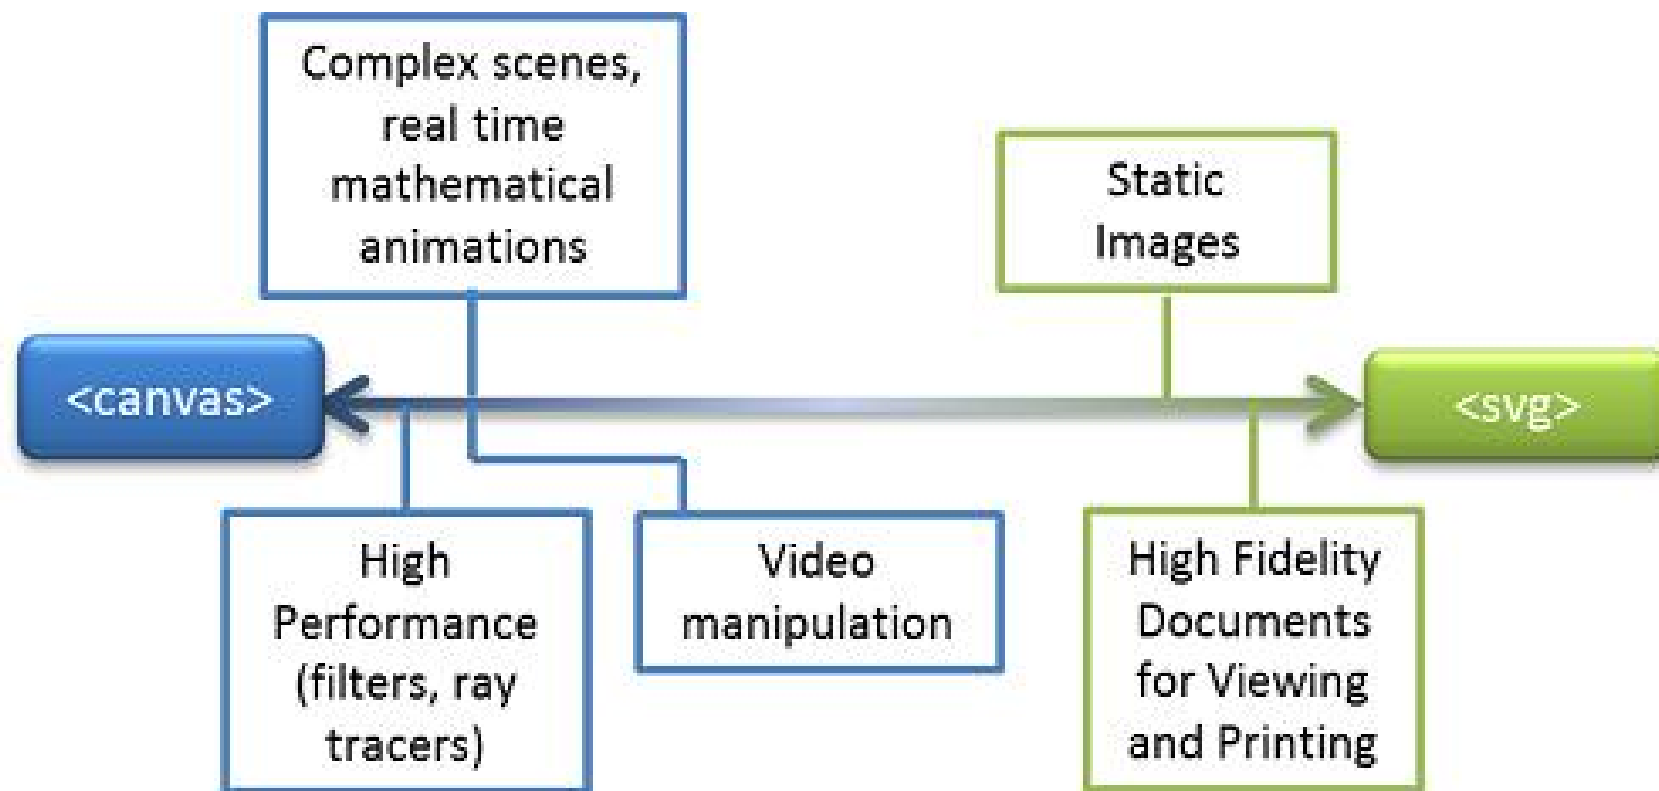 Complex scenes,
real time
mathematical
animations
Static
Images
<canvas>
<svg>
High
Performance
(filters, ray
tracers)
Video
manipulation
High Fidelity
Documents
for Viewing
and Printing